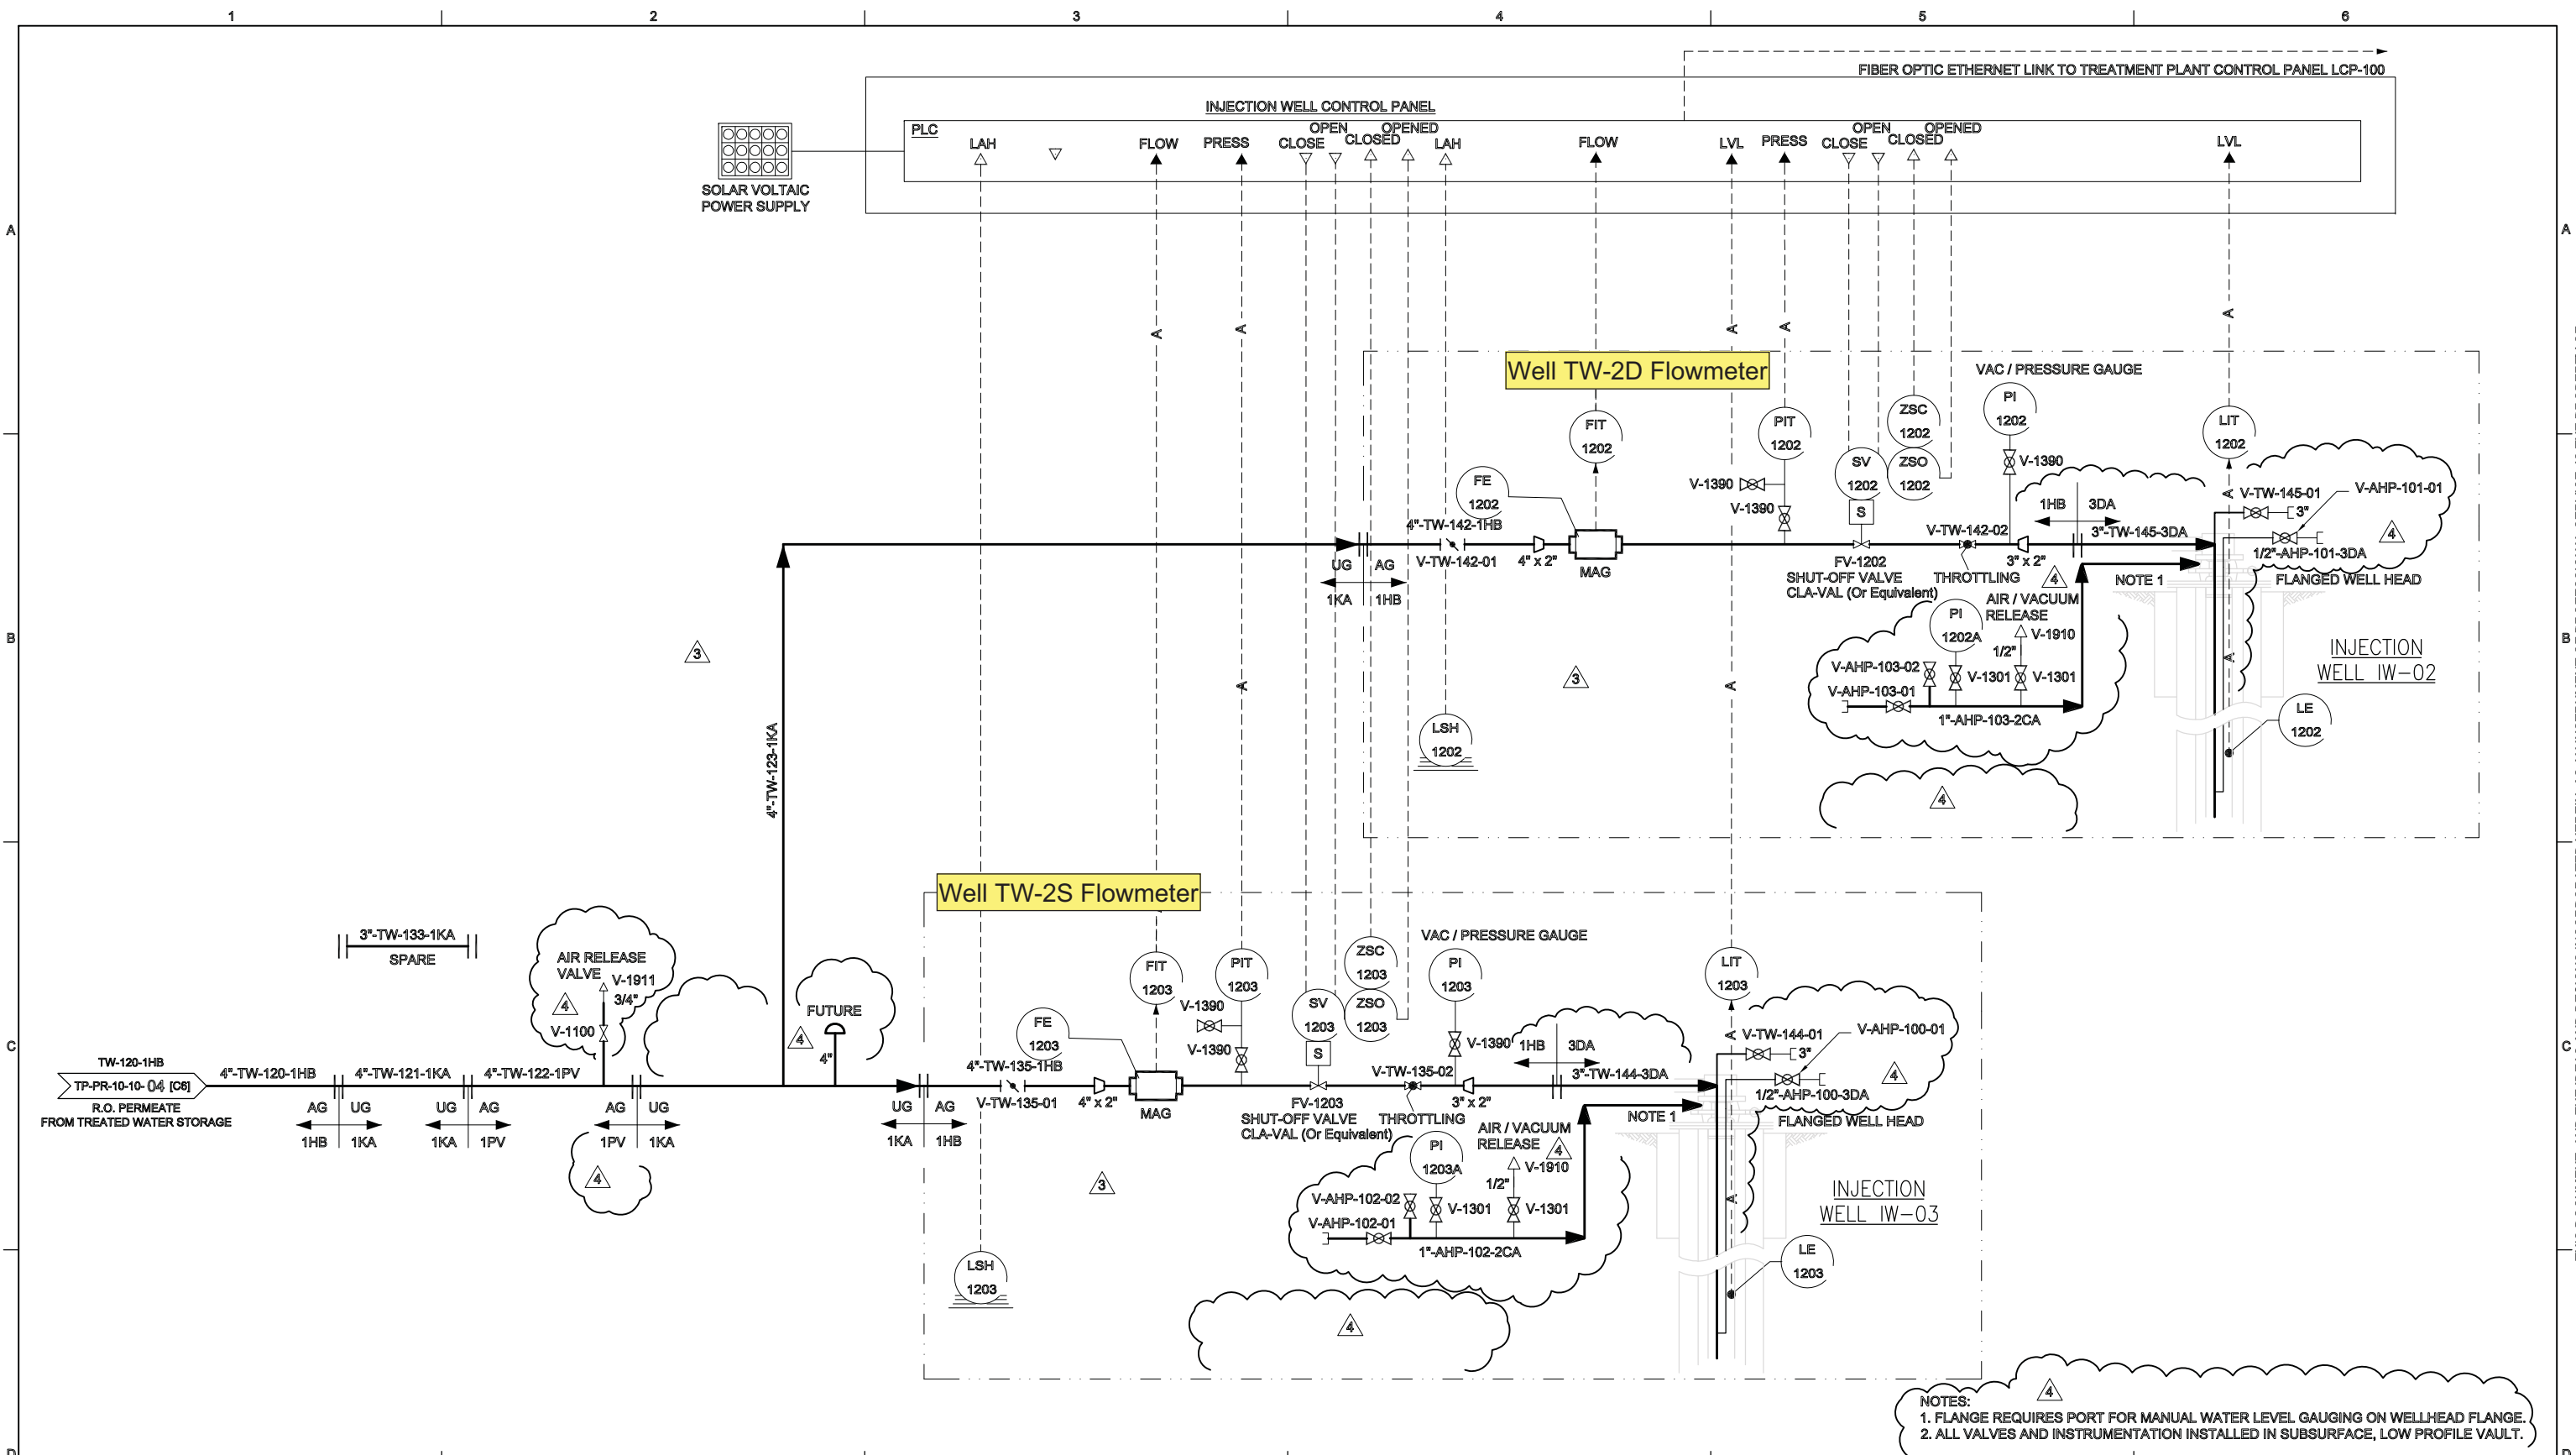 1 2 3 4 5 6
FIBER OPTIC ETHERNET LINK TO TREATMENT PLANT CONTROL PANEL LCP-100
INJECTION WELL CONTROL PANEL
PLC
LAH
FLOW
PRESS
CLOSE
OPEN
CLOSED
OPENED
LAH
FLOW
LVL
PRESS
CLOSE
OPEN
CLOSED
OPENED
LVL
SOLAR VOLTAIC
POWER SUPPLY
A
A
A
A
A
A
A
A
Well TW-2D Flowmeter
VAC / PRESSURE GAUGE
FIT
1202
PIT
1202
ZSC
1202
PI
1202
LIT
1202
FE
1202
V-1390
V-1390
SV
1202
ZSO
1202
S
V-1390
1HB
3DA
A
V-TW-145-01
V-AHP-101-01
3"
4
4"-TW-142-1HB
V-TW-142-01
4" x 2"
MAG
V-TW-142-02
3" x 2"
3"-TW-145-3DA
1/2"-AHP-101-3DA
FLANGED WELL HEAD
UG
AG
1KA
1HB
FV-1202
SHUT-OFF VALVE
CLA-VAL (Or Equivalent)
THROTTLING
4
NOTE 1
AIR / VACUUM
RELEASE
PI
1202A
V-1910
1/2"
V-AHP-103-02
V-1301
V-1301
V-AHP-103-01
1"-AHP-103-2CA
A
INJECTION
WELL IW-02
LE
1202
B
B
3
3
A
A
LSH
1202
4
4"-TW-123-1KA
Well TW-2S Flowmeter
3"-TW-133-1KA
SPARE
AIR RELEASE
VALVE
V-1911
3/4"
4
V-1100
FUTURE
4
4"
VAC / PRESSURE GAUGE
FIT
1203
PIT
1203
ZSC
1203
PI
1203
LIT
1203
FE
1203
V-1390
V-1390
SV
1203
ZSO
1203
S
V-1390
1HB
3DA
A
V-TW-144-01
V-AHP-100-01
3"
4
C
C
TW-120-1HB
TP-PR-10-10- 04 [C6]
R.O. PERMEATE
FROM TREATED WATER STORAGE
4"-TW-120-1HB
4"-TW-121-1KA
4"-TW-122-1PV
AG
UG
1HB
1KA
UG
AG
1KA
1PV
AG
UG
1PV
1KA
4
UG
AG
1KA
1HB
4"-TW-135-1HB
V-TW-135-01
4" x 2"
MAG
V-TW-135-02
3" x 2"
3"-TW-144-3DA
1/2"-AHP-100-3DA
FLANGED WELL HEAD
FV-1203
SHUT-OFF VALVE
CLA-VAL (Or Equivalent)
THROTTLING
NOTE 1
AIR / VACUUM
RELEASE
4
PI
1203A
V-1910
1/2"
V-AHP-102-02
V-1301
V-1301
V-AHP-102-01
1"-AHP-102-2CA
A
INJECTION
WELL IW-03
LE
1203
3
LSH
1203
4
4
NOTES:
1. FLANGE REQUIRES PORT FOR MANUAL WATER LEVEL GAUGING ON WELLHEAD FLANGE.
2. ALL VALVES AND INSTRUMENTATION INSTALLED IN SUBSURFACE, LOW PROFILE VAULT.
D
D